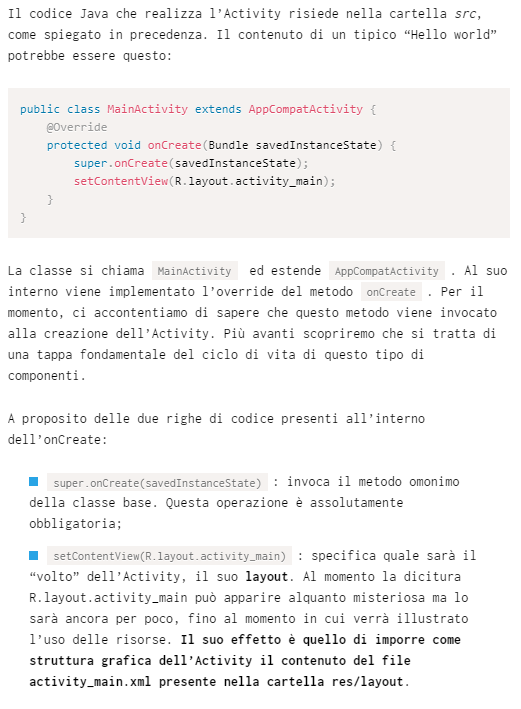 Il codice Java che realizza l’Activity risiede nella cartella src,
come spiegato in precedenza. Il contenuto di un tipico “Hello world”
potrebbe essere questo:
public class MainActivity extends AppCompatActivity {
    @Override
    protected void onCreate(Bundle savedInstanceState) {
        super.onCreate(savedInstanceState);
        setContentView(R.layout.activity_main);
    }
}
La classe si chiama MainActivity ed estende AppCompatActivity . Al suo
interno viene implementato l’override del metodo onCreate . Per il
momento, ci accontentiamo di sapere che questo metodo viene invocato
alla creazione dell’Activity. Più avanti scopriremo che si tratta di
una tappa fondamentale del ciclo di vita di questo tipo di
componenti.
A proposito delle due righe di codice presenti all’interno
dell’onCreate:
super.onCreate(savedInstanceState) : invoca il metodo omonimo
della classe base. Questa operazione è assolutamente
obbligatoria;
setContentView(R.layout.activity_main) : specifica quale sarà il
“volto” dell’Activity, il suo layout. Al momento la dicitura
R.layout.activity_main può apparire alquanto misteriosa ma lo
sarà ancora per poco, fino al momento in cui verrà illustrato
l’uso delle risorse. Il suo effetto è quello di imporre come
struttura grafica dell’Activity il contenuto del file
activity_main.xml presente nella cartella res/layout.